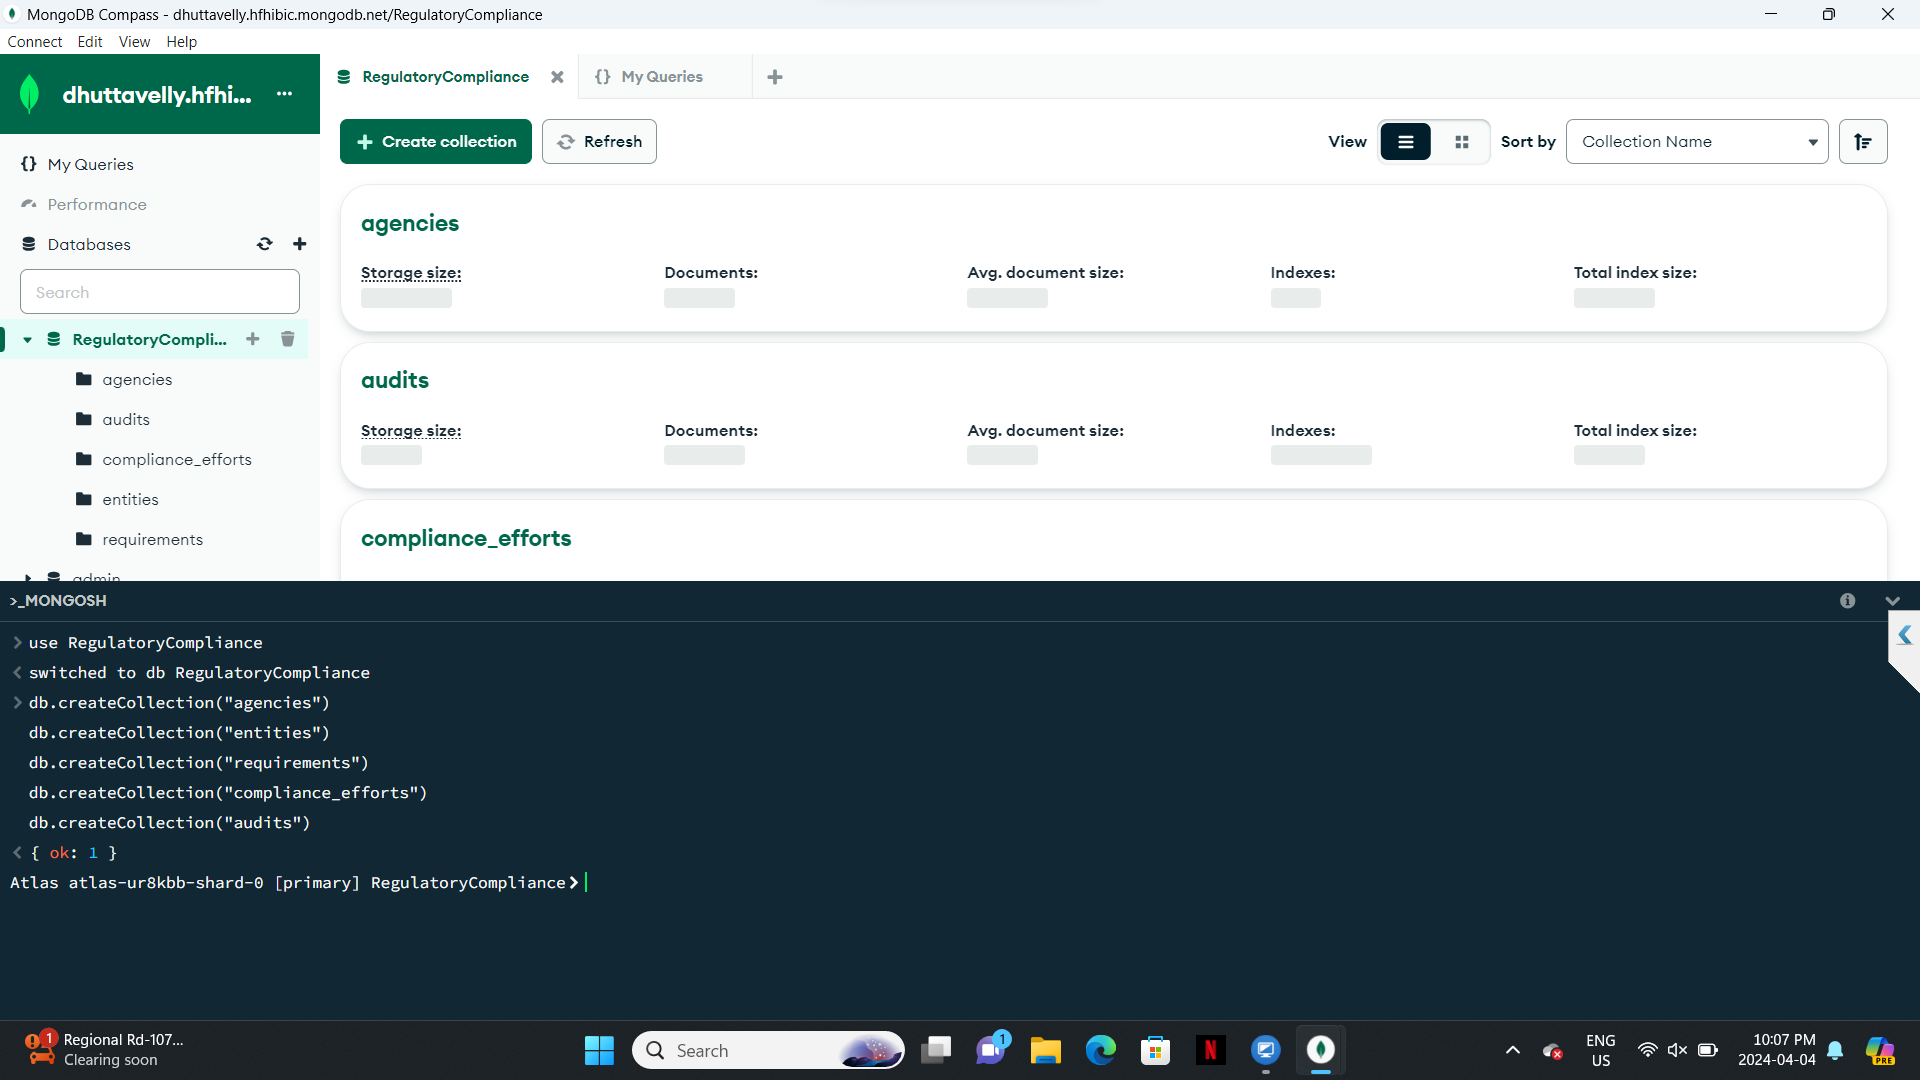 MongoDB Compass - dhuttavelly.hfhibic.mongodb.net/RegulatoryCompliance
Connect Edit View Help
dhuttavelly.hfhi... ...
RegulatoryCompliance
{} My Queries
Create collection
Refresh
View
Sort by
Collection Name
{} My Queries
Performance
Databases
Search
RegulatoryCompli...
agencies
audits
compliance_efforts
entities
requirements
admin
agencies
Storage size: Documents: Avg. document size: Indexes: Total index size:
audits
Storage size: Documents: Avg. document size: Indexes: Total index size:
compliance_efforts
>_MONGOSH
> use RegulatoryCompliance
< switched to db RegulatoryCompliance
> db.createCollection("agencies")
db.createCollection("entities")
db.createCollection("requirements")
db.createCollection("compliance_efforts")
db.createCollection("audits")
< { ok: 1 }
Atlas atlas-ur8kbb-shard-0 [primary] RegulatoryCompliance>
1
Regional Rd-107...
Clearing soon
Search
1
N
ENG
US
10:07 PM
2024-04-04
PRE